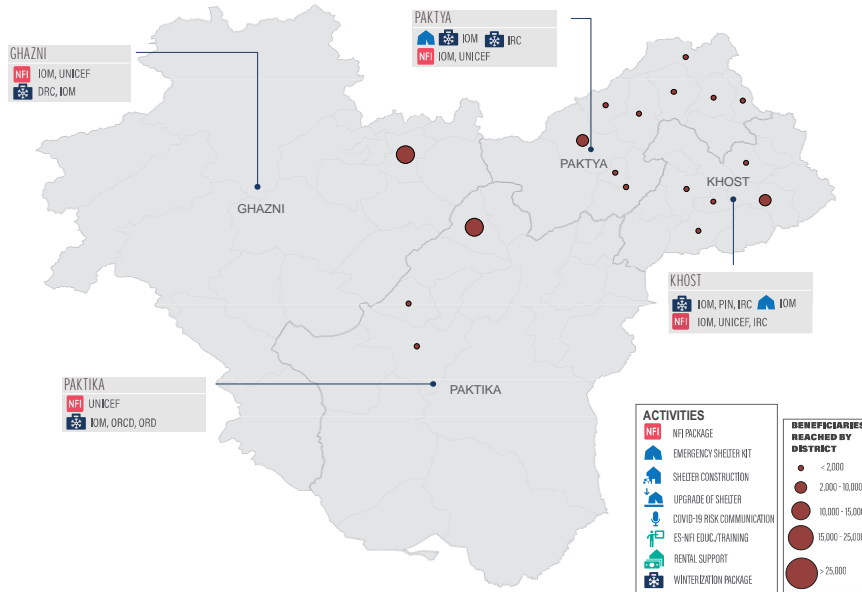 PAKTYA
IOM IRC
NFI IOM, UNICEF
GHAZNI
NFI IOM, UNICEF
DRC, IOM
PAKTYA
KHOST
GHAZNI
KHOST
IOM, PIN, IRC IOM
NFI IOM, UNICEF, IRC
PAKTIKA
NFI UNICEF
IOM, ORCD, ORD
PAKTIKA
ACTIVITIES
NFI NFI PACKAGE
EMERGENCY SHELTER KIT
SHELTER CONSTRUCTION
UPGRADE OF SHELTER
COVID-19 RISK COMMUNICATION
ES-NFI EDUC./TRAINING
RENTAL SUPPORT
WINTERIZATION PACKAGE
BENEFICIARIES
REACHED BY
DISTRICT
< 2,000
2,000 - 10,000
10,000 - 15,000
15,000 - 25,000
> 25,000